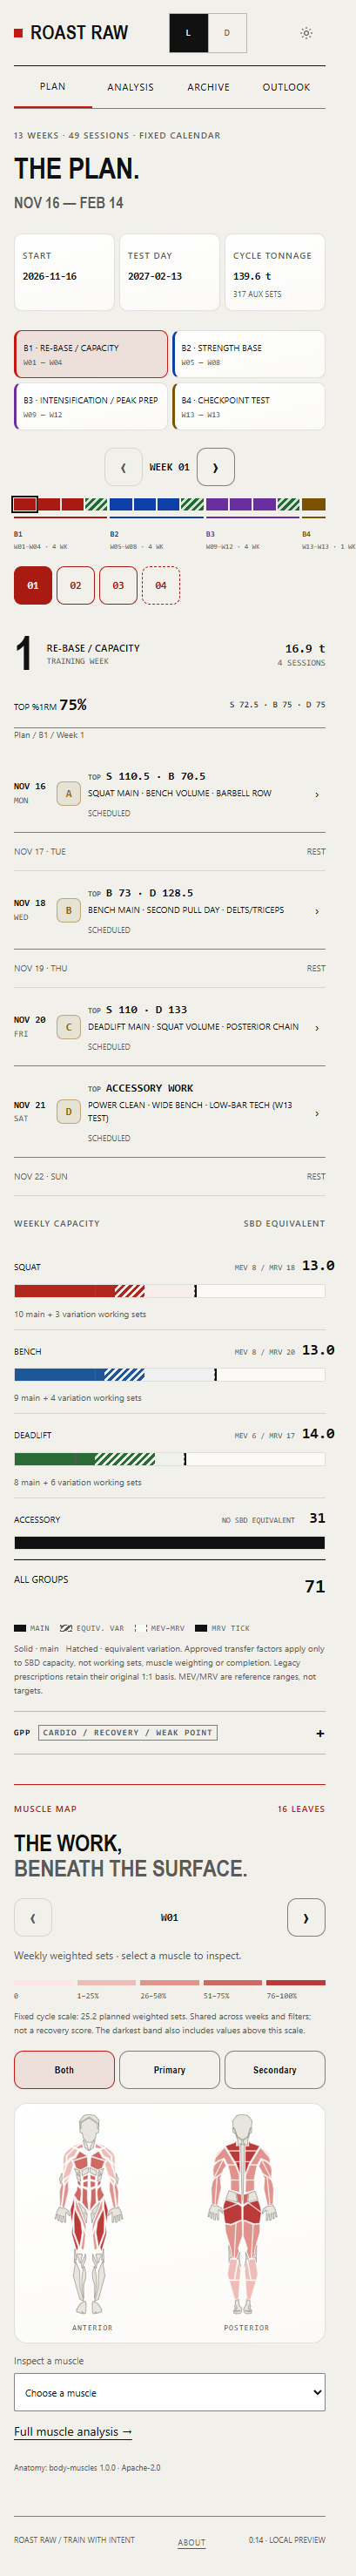 ROAST RAW
L D
PLAN ANALYSIS ARCHIVE OUTLOOK
13 WEEKS · 49 SESSIONS · FIXED CALENDAR
THE PLAN.
NOV 16 — FEB 14
START
2026-11-16
TEST DAY
2027-02-13
CYCLE TONNAGE
139.6 t
317 AUX SETS
B1 · RE-BASE / CAPACITY
W01 — W04
B2 · STRENGTH BASE
W05 — W08
B3 · INTENSIFICATION / PEAK PREP
W09 — W12
B4 · CHECKPOINT TEST
W13 — W13
‹ WEEK 01 ›
B1 B2 B3 B4
W01–W04 · 4 WK W05–W08 · 4 WK W09–W12 · 4 WK W13–W13 · 1 WK
01 02 03 04
1
RE-BASE / CAPACITY
TRAINING WEEK
16.9 t
4 SESSIONS
TOP %1RM 75%
S 72.5 · B 75 · D 75
Plan / B1 / Week 1
NOV 16
MON
A
TOP S 110.5 · B 70.5
SQUAT MAIN · BENCH VOLUME · BARBELL ROW
SCHEDULED
›
NOV 17 · TUE REST
NOV 18
WED
B
TOP B 73 · D 128.5
BENCH MAIN · SECOND PULL DAY · DELTS/TRICEPS
SCHEDULED
›
NOV 19 · THU REST
NOV 20
FRI
C
TOP S 110 · D 133
DEADLIFT MAIN · SQUAT VOLUME · POSTERIOR CHAIN
SCHEDULED
›
NOV 21
SAT
D
TOP ACCESSORY WORK
POWER CLEAN · WIDE BENCH · LOW-BAR TECH (W13
TEST)
SCHEDULED
›
NOV 22 · SUN REST
WEEKLY CAPACITY SBD EQUIVALENT
SQUAT MEV 8 / MRV 18 13.0
10 main + 3 variation working sets
BENCH MEV 8 / MRV 20 13.0
9 main + 4 variation working sets
DEADLIFT MEV 6 / MRV 17 14.0
8 main + 6 variation working sets
ACCESSORY NO SBD EQUIVALENT 31
ALL GROUPS 71
MAIN EQUIV. VAR MEV–MRV MRV TICK
Solid · main Hatched · equivalent variation. Approved transfer factors apply only
to SBD capacity, not working sets, muscle weighting or completion. Legacy
prescriptions retain their original 1:1 basis. MEV/MRV are reference ranges, not
targets.
GPP CARDIO / RECOVERY / WEAK POINT +
MUSCLE MAP 16 LEAVES
THE WORK,
BENEATH THE SURFACE.
‹ W01 ›
Weekly weighted sets · select a muscle to inspect.
0 1–25% 26–50% 51–75% 76–100%
Fixed cycle scale: 25.2 planned weighted sets. Shared across weeks and filters;
not a recovery score. The darkest band also includes values above this scale.
Both Primary Secondary
ANTERIOR POSTERIOR
Inspect a muscle
Choose a muscle
Full muscle analysis →
Anatomy: body-muscles 1.0.0 · Apache-2.0
ROAST RAW / TRAIN WITH INTENT ABOUT 0.14 · LOCAL PREVIEW